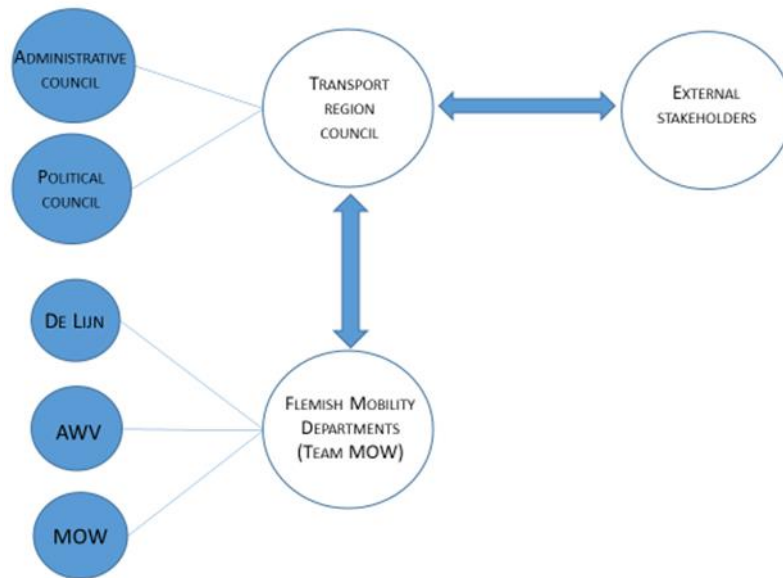 Administrative
council
Political
council
Transport
region
council
External
stakeholders
De Lijn
AWV
MOW
Flemish Mobility
Departments
(Team MOW)